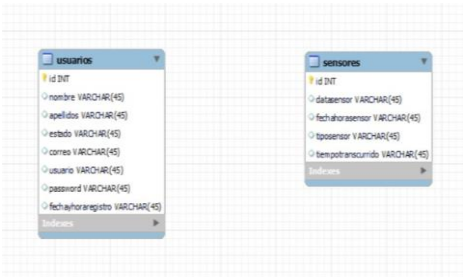 usuarios
id INT
nombre VARCHAR(45)
apellidos VARCHAR(45)
estado VARCHAR(45)
correo VARCHAR(45)
usuario VARCHAR(45)
password VARCHAR(45)
fechayhoraregistro VARCHAR(45)
Indexes
sensores
id INT
datasensor VARCHAR(45)
fechahorasensor VARCHAR(45)
tiposensor VARCHAR(45)
tiempotranscurrido VARCHAR(45)
Indexes